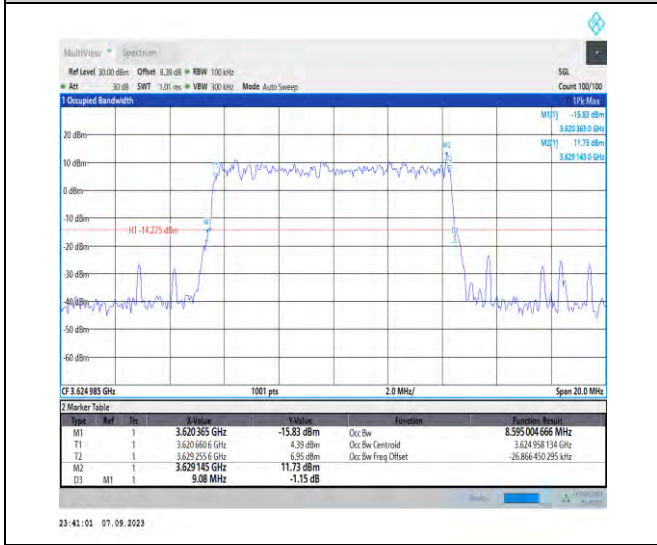 MultiView Spectrum
Ref Level 30.00 dBm Offset 8.39 dB RBW 100 kHz SGL
Att 30 dB SWT 1.01 ms VBW 300 kHz Mode Auto Sweep Count 100/100
1 Occupied Bandwidth 1Pk Max
M1[1] -15.83 dBm
3.620 365 0 GHz
M2[1] 11.73 dBm
3.629 145 0 GHz
20 dBm
M2
T1
T2
10 dBm
0 dBm
-10 dBm
M1
H1 -14.275 dBm
-20 dBm
-30 dBm
-40 dBm
-50 dBm
-60 dBm
CF 3.624 985 GHz 1001 pts 2.0 MHz/ Span 20.0 MHz
2 Marker Table
Type Ref Trc X-Value Y-Value Function Function Result
M1 1 3.620 365 GHz -15.83 dBm Occ Bw 8.595 004 666 MHz
T1 1 3.620 660 6 GHz 4.39 dBm Occ Bw Centroid 3.624 958 134 GHz
T2 1 3.629 255 6 GHz 6.95 dBm Occ Bw Freq Offset -26.866 450 295 kHz
M2 1 3.629 145 GHz 11.73 dBm
D3 M1 1 9.08 MHz -1.15 dB
23:41:01 07.09.2023